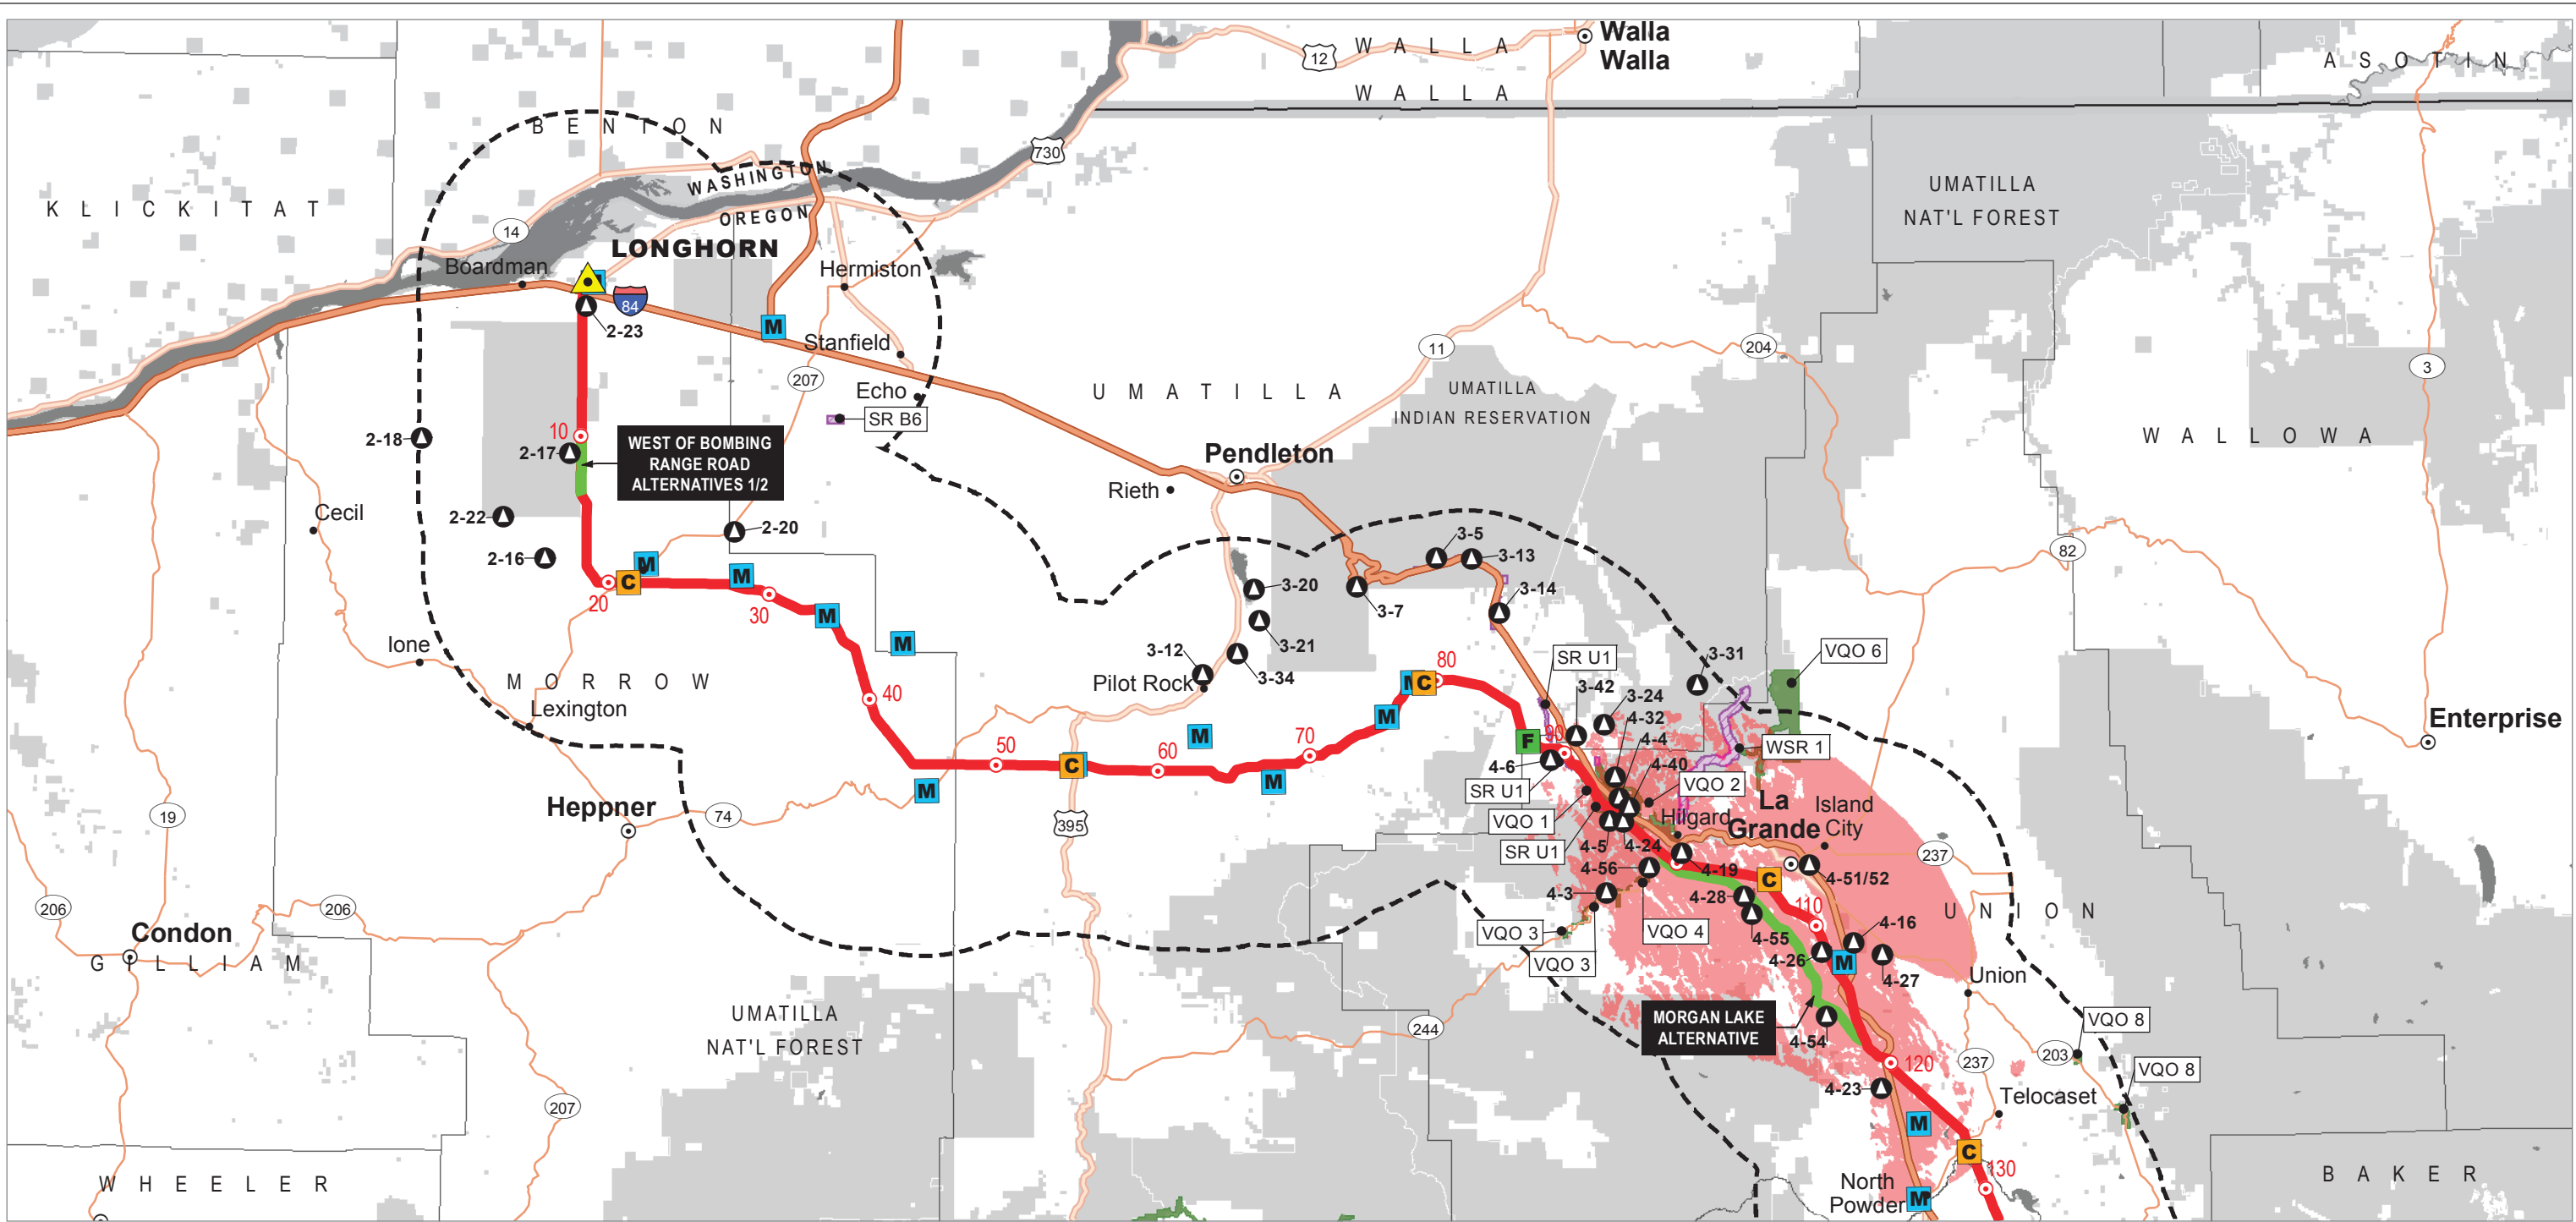 Walla
Walla
W A L L A
W A L L A
12
A S O T I N
B E N T O N
730
WASHINGTON
OREGON
K L I C K I T A T
14
UMATILLA
NAT'L FOREST
LONGHORN
Boardman
Hermiston
84
2-23
Stanfield
207
Echo
SR B6
11
204
3
U M A T I L L A
UMATILLA
INDIAN RESERVATION
W A L L O W A
10
2-18
2-17
WEST OF BOMBING
RANGE ROAD
ALTERNATIVES 1/2
Pendleton
Rieth
Cecil
2-22
2-20
2-16
M
M
M
C
M
M
20
30
3-5
3-13
3-7
3-14
3-20
3-21
3-12
3-34
Pilot Rock
82
Ione
M O R R O W
Lexington
40
M
80
C
M
SR U1
3-42
3-24
4-32
4-4
4-40
3-31
VQO 6
WSR 1
Enterprise
50
C
60
M
70
M
M
F
90
4-6
SR U1
VQO 1
SR U1
VQO 2
Hilgard
La
Grande
Island
City
Heppner
74
395
19
4-5
4-24
4-56
4-19
C
4-51/52
237
4-3
4-28
110
4-55
4-26
4-16
4-27
M
U N I O N
206
206
Condon
G I L L I A M
VQO 3
VQO 3
VQO 4
Union
UMATILLA
NAT'L FOREST
244
MORGAN LAKE
ALTERNATIVE
4-54
VQO 8
203
237
120
VQO 8
4-23
Telocaset
207
M
C
130
W H E E L E R
North
Powder
M
B A K E R